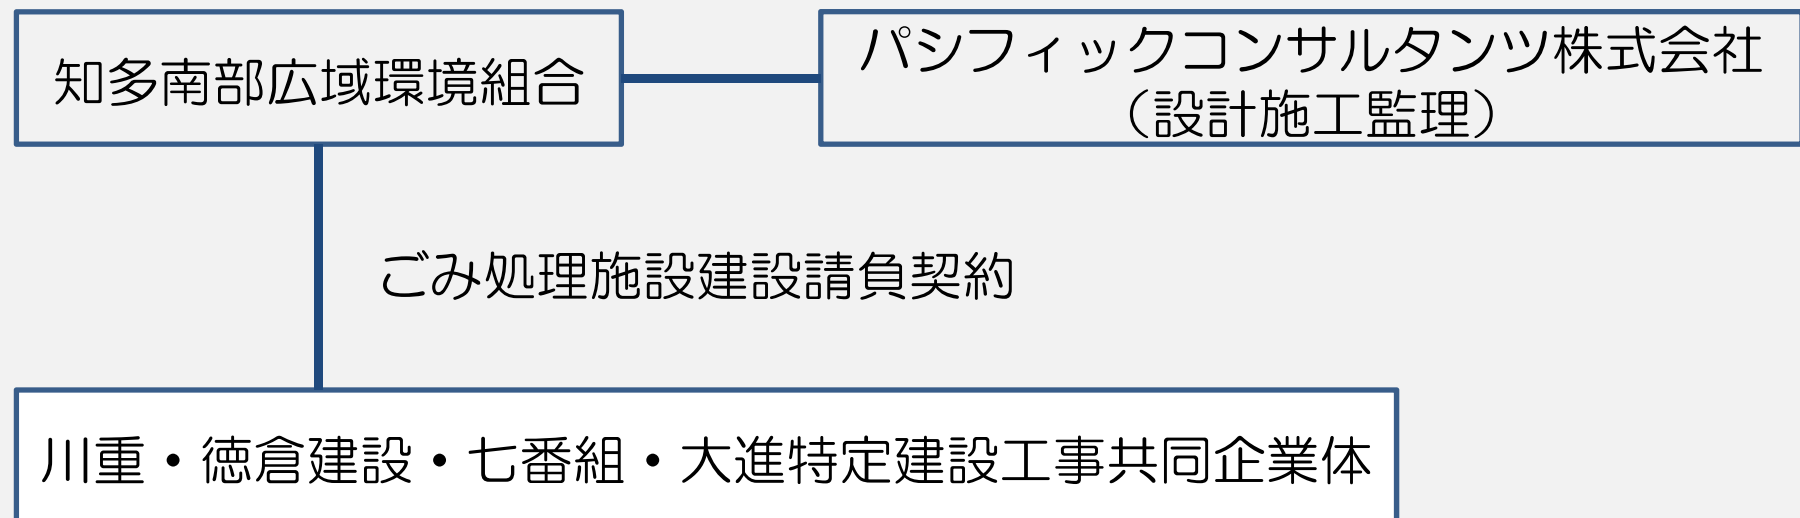 知多南部広域環境組合
パシフィックコンサルタンツ株式会社
（設計施工監理）
ごみ処理施設建設請負契約
川重・徳倉建設・七番組・大進特定建設工事共同企業体